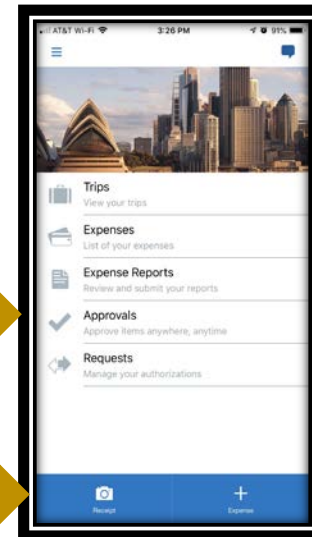 AT&T Wi-Fi 3:26 PM 91%
Trips
View your trips
Expenses
List of your expenses
Expense Reports
Review and submit your reports
Approvals
Approve items anywhere, anytime
Requests
Manage your authorizations
Receipt Expense